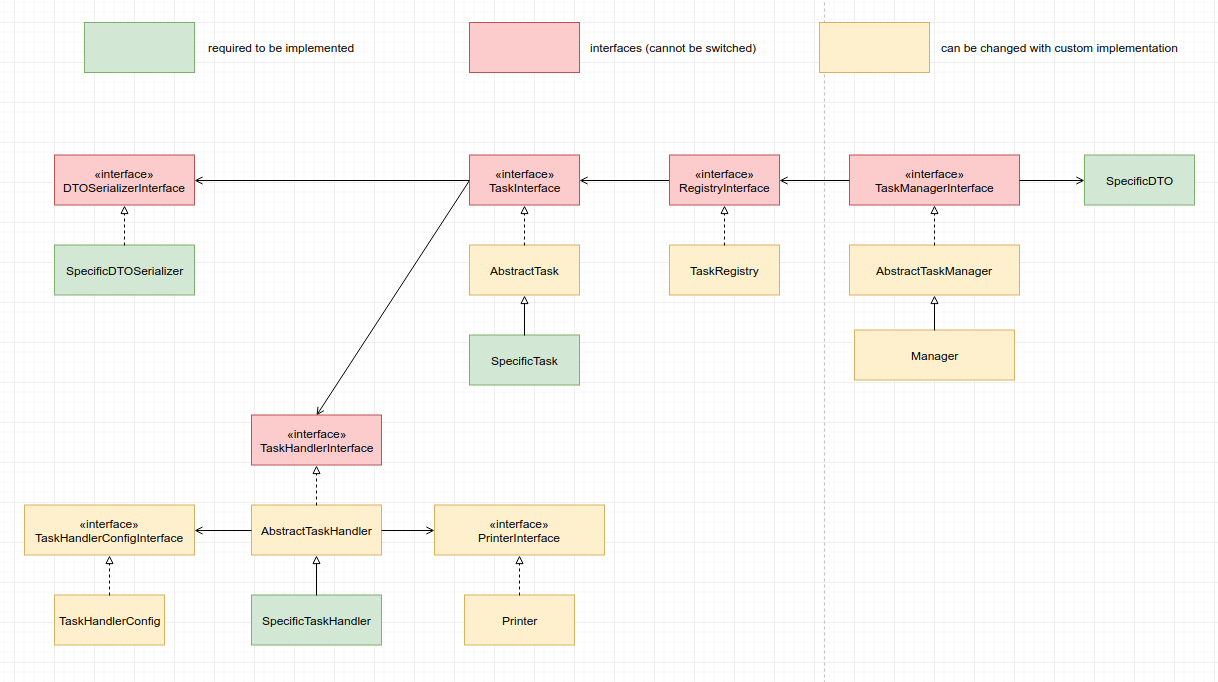 required to be implemented
interfaces (cannot be switched)
can be changed with custom implementation
«interface»
DTOSerializerInterface
«interface»
TaskInterface
«interface»
RegistryInterface
«interface»
TaskManagerInterface
SpecificDTO
SpecificDTOSerializer
AbstractTask
TaskRegistry
AbstractTaskManager
SpecificTask
Manager
«interface»
TaskHandlerInterface
«interface»
TaskHandlerConfigInterface
AbstractTaskHandler
«interface»
PrinterInterface
TaskHandlerConfig
SpecificTaskHandler
Printer